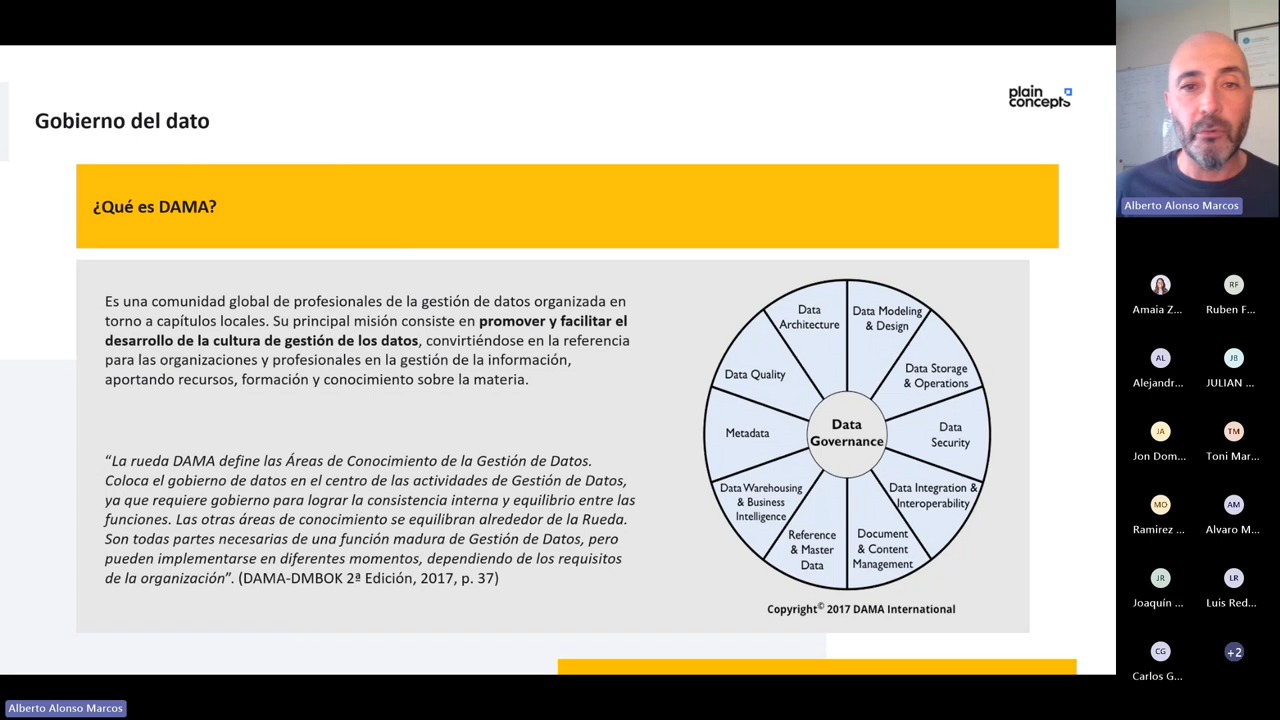 plain
concepts
Gobierno del dato
¿Qué es DAMA?
Es una comunidad global de profesionales de la gestión de datos organizada en
torno a capítulos locales. Su principal misión consiste en promover y facilitar el
desarrollo de la cultura de gestión de los datos, convirtiéndose en la referencia
para las organizaciones y profesionales en la gestión de la información,
aportando recursos, formación y conocimiento sobre la materia.
“La rueda DAMA define las Áreas de Conocimiento de la Gestión de Datos.
Coloca el gobierno de datos en el centro de las actividades de Gestión de Datos,
ya que requiere gobierno para lograr la consistencia interna y equilibrio entre las
funciones. Las otras áreas de conocimiento se equilibran alrededor de la Rueda.
Son todas partes necesarias de una función madura de Gestión de Datos, pero
pueden implementarse en diferentes momentos, dependiendo de los requisitos
de la organización”. (DAMA-DMBOK 2ª Edición, 2017, p. 37)
Data
Architecture
Data Modeling
& Design
Data Quality
Data Storage
& Operations
Metadata
Data
Governance
Data
Security
Data Warehousing
& Business
Intelligence
Data Integration &
Interoperability
Reference
& Master
Data
Document
& Content
Management
Copyright© 2017 DAMA International
Alberto Alonso Marcos
Amaia Z...
RF
Ruben F...
AL
Alejandr...
JB
JULIAN ...
JA
Jon Dom...
TM
Toni Mar...
MO
Ramirez ...
AM
Alvaro M...
JR
Joaquín ...
LR
Luis Red...
CG
Carlos G...
+2
Alberto Alonso Marcos